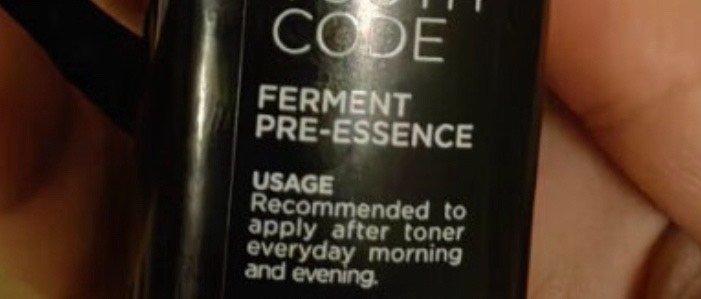 CODE
FERMENT
PRE-ESSENCE
USAGE
Recommended to
apply after toner
everyday morning
and evening.